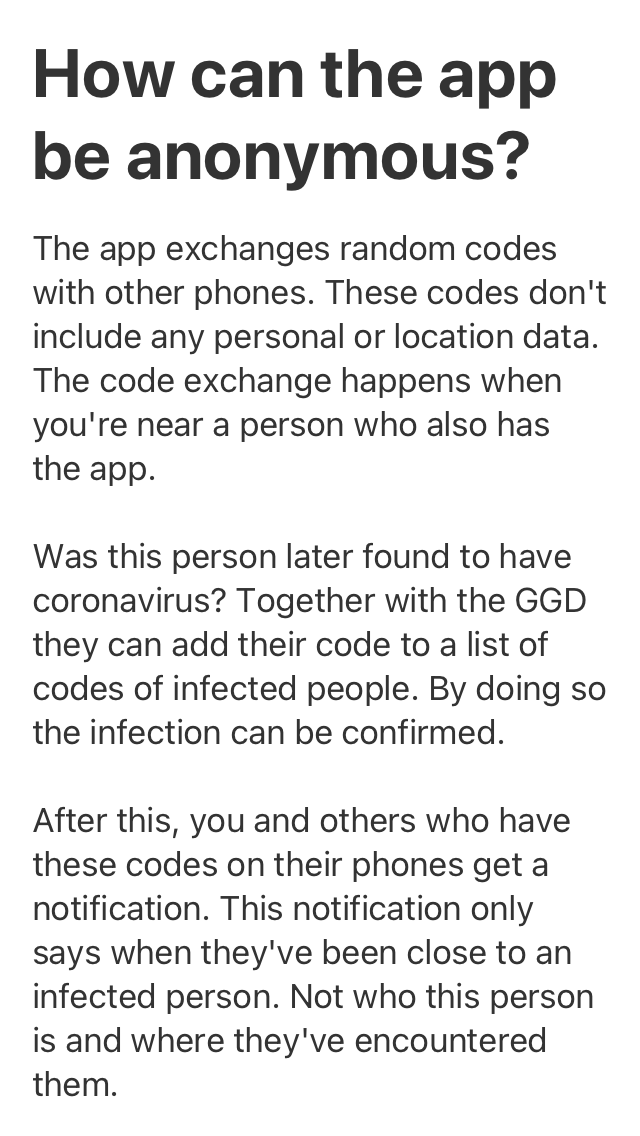 How can the app
be anonymous?
The app exchanges random codes
with other phones. These codes don't
include any personal or location data.
The code exchange happens when
you're near a person who also has
the app.
Was this person later found to have
coronavirus? Together with the GGD
they can add their code to a list of
codes of infected people. By doing so
the infection can be confirmed.
After this, you and others who have
these codes on their phones get a
notification. This notification only
says when they've been close to an
infected person. Not who this person
is and where they've encountered
them.